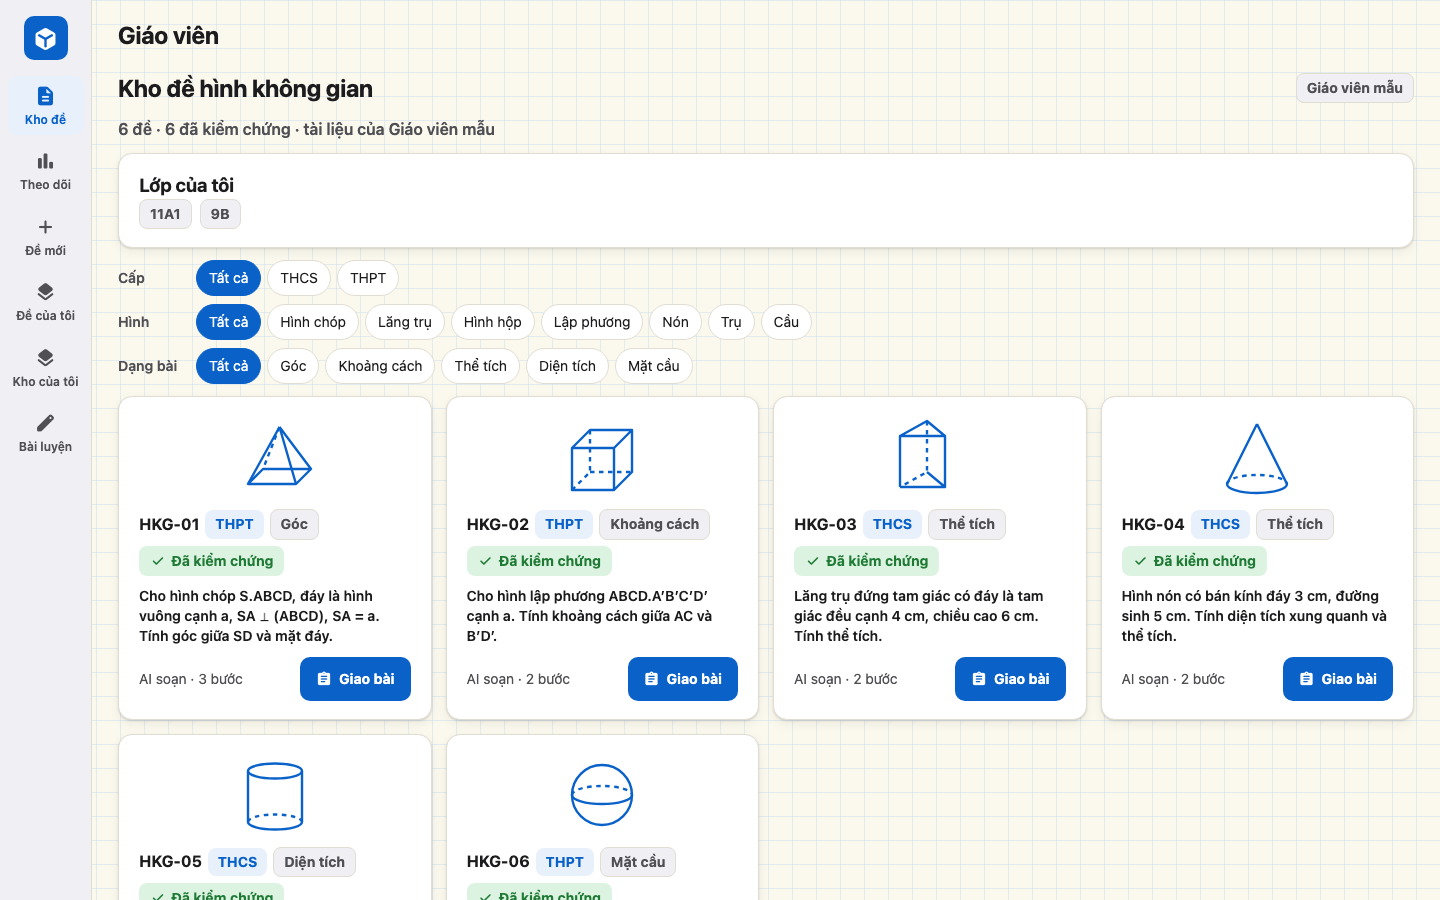 Giáo viên
Kho đề hình không gian
Giáo viên mẫu
6 đề · 6 đã kiểm chứng · tài liệu của Giáo viên mẫu
Kho đề
Theo dõi
Đề mới
Đề của tôi
Kho của tôi
Bài luyện
Lớp của tôi
11A1 9B
Cấp Tất cả THCS THPT
Hình Tất cả Hình chóp Lăng trụ Hình hộp Lập phương Nón Trụ Cầu
Dạng bài Tất cả Góc Khoảng cách Thể tích Diện tích Mặt cầu
HKG-01 THPT Góc
Đã kiểm chứng
Cho hình chóp S.ABCD, đáy là hình
vuông cạnh a, SA ⊥ (ABCD), SA = a.
Tính góc giữa SD và mặt đáy.
AI soạn · 3 bước Giao bài
HKG-02 THPT Khoảng cách
Đã kiểm chứng
Cho hình lập phương ABCD.A’B’C’D’
cạnh a. Tính khoảng cách giữa AC và
B’D’.
AI soạn · 2 bước Giao bài
HKG-03 THCS Thể tích
Đã kiểm chứng
Lăng trụ đứng tam giác có đáy là tam
giác đều cạnh 4 cm, chiều cao 6 cm.
Tính thể tích.
AI soạn · 2 bước Giao bài
HKG-04 THCS Thể tích
Đã kiểm chứng
Hình nón có bán kính đáy 3 cm, đường
sinh 5 cm. Tính diện tích xung quanh và
thể tích.
AI soạn · 2 bước Giao bài
HKG-05 THCS Diện tích
Đã kiểm chứng
HKG-06 THPT Mặt cầu
Đã kiểm chứng